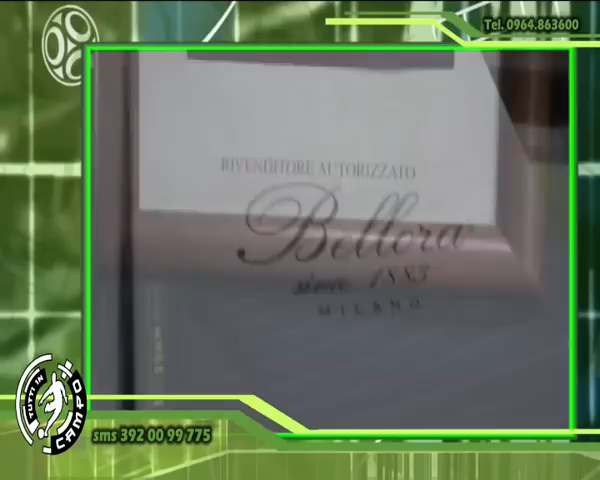 Tel. 0964.863600
RIVENDITORE AUTORIZZATO
Bellora
since 1883
MILANO
TUTTI IN
CAMPO
sms 392 00 99 775